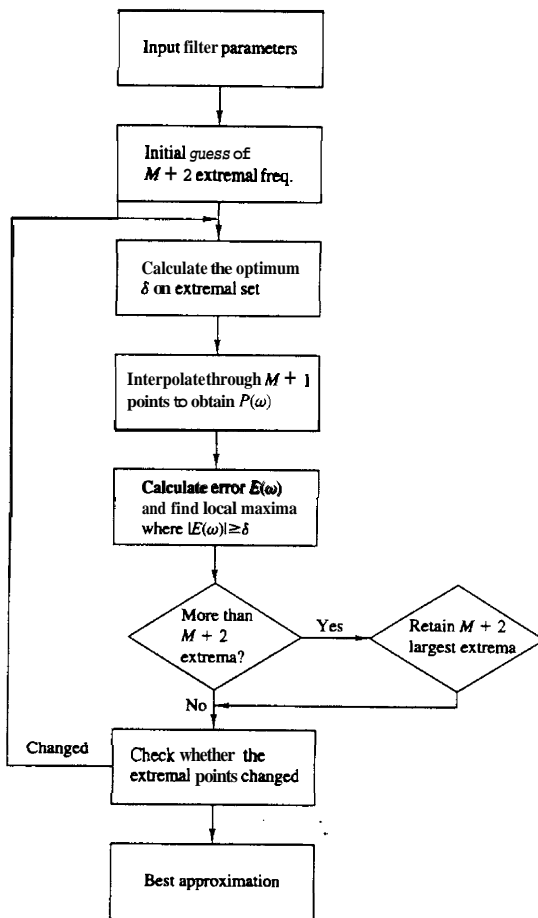 Input filter parameters
Initial guess of
M + 2 extremal freq.
Calculate the optimum
δ on extremal set
Interpolate through M + 1
points to obtain P(ω)
Calculate error E(ω)
and find local maxima
where |E(ω)| ≥ δ
More than
M + 2
extrema?
Yes
Retain M + 2
largest extrema
No
Changed
Check whether the
extremal points changed
Best approximation